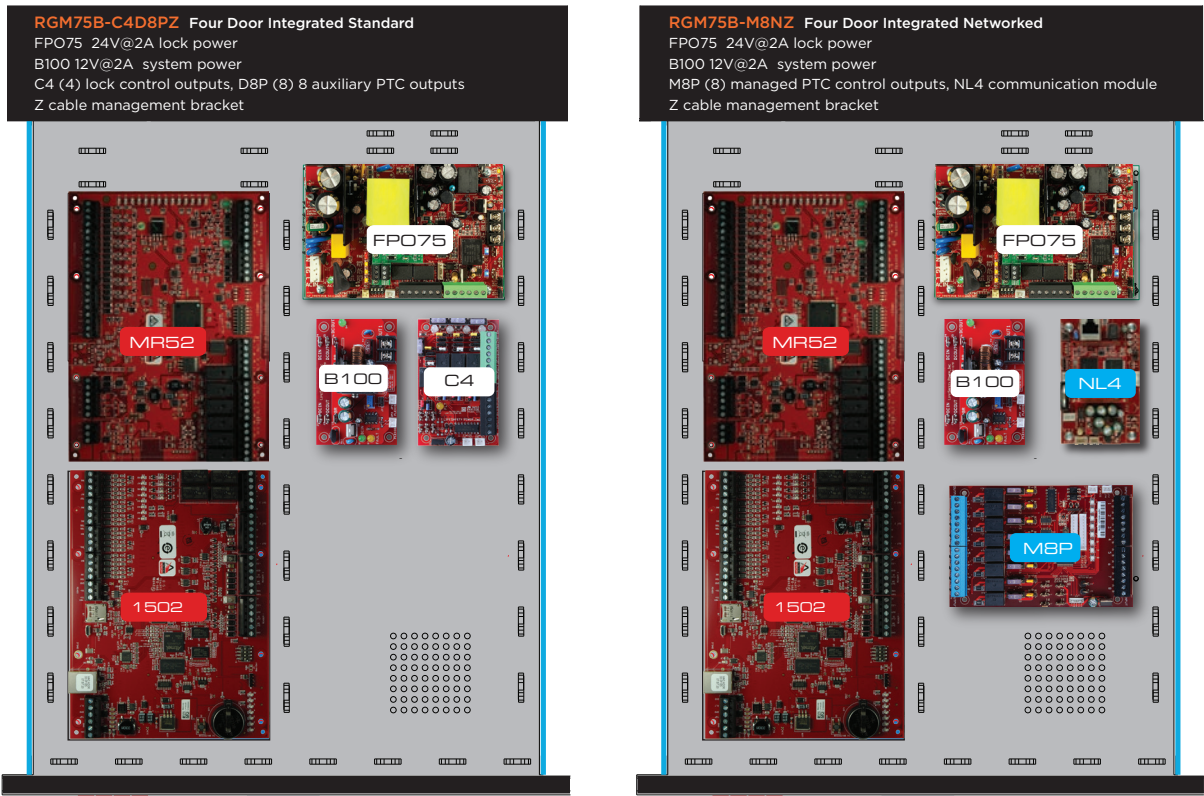 RGM75B-C4D8PZ Four Door Integrated Standard
FPO75 24V@2A lock power
B100 12V@2A system power
C4 (4) lock control outputs, D8P (8) 8 auxiliary PTC outputs
Z cable management bracket
FPO75
MR52
B100
C4
1502
RGM75B-M8NZ Four Door Integrated Networked
FPO75 24V@2A lock power
B100 12V@2A system power
M8P (8) managed PTC control outputs, NL4 communication module
Z cable management bracket
FPO75
MR52
B100
NL4
M8P
1502